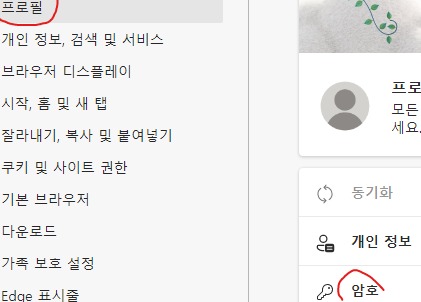 프로필
개인 정보, 검색 및 서비스
브라우저 디스플레이
시작, 홈 및 새 탭
잘라내기, 복사 및 붙여넣기
쿠키 및 사이트 권한
기본 브라우저
다운로드
가족 보호 설정
Edge 표시줄
프로
모든
세요.
동기화
개인 정보
암호